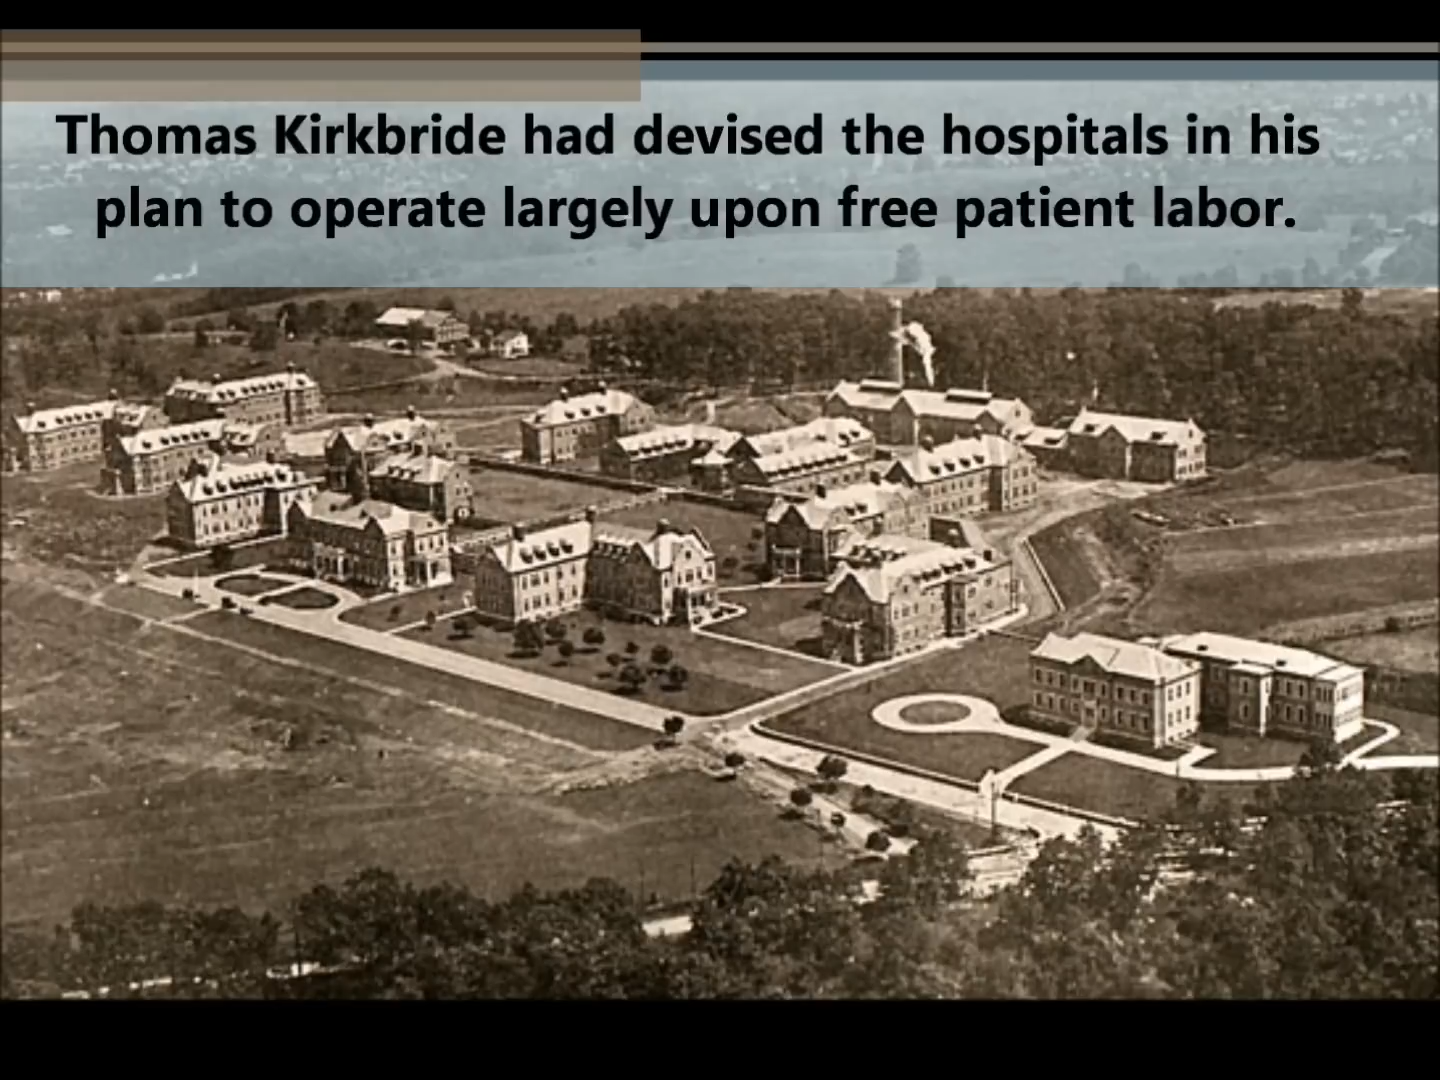 Thomas Kirkbride had devised the hospitals in his
plan to operate largely upon free patient labor.